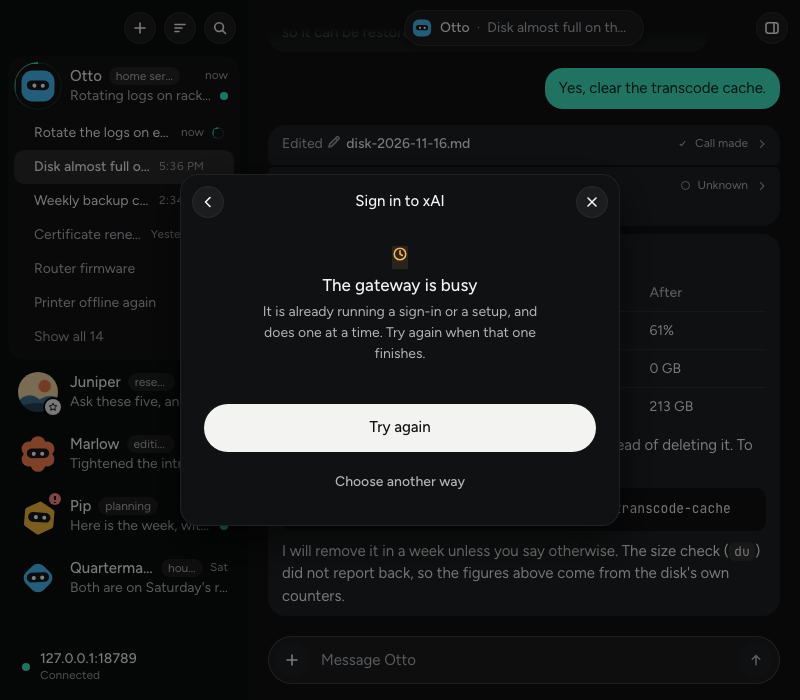 Otto home ser... now
Rotating logs on rack...
Rotate the logs on e... now
Disk almost full o... 5:36 PM
Weekly backup c... 2:34
Certificate rene... Yeste
Router firmware
Printer offline again
Show all 14
Juniper rese...
Ask these five, an
Marlow editi...
Tightened the intr
Pip planning
Here is the week, wit...
Quarterma... hou... Sat
Both are on Saturday's r...
127.0.0.1:18789
Connected
so it can be restor
Otto · Disk almost full on th...
Yes, clear the transcode cache.
Edited disk-2026-11-16.md Call made
Unknown
After
61%
0 GB
213 GB
ead of deleting it. To
transcode-cache
I will remove it in a week unless you say otherwise. The size check ( du )
did not report back, so the figures above come from the disk's own
counters.
Message Otto
Sign in to xAI
The gateway is busy
It is already running a sign-in or a setup, and
does one at a time. Try again when that one
finishes.
Try again
Choose another way